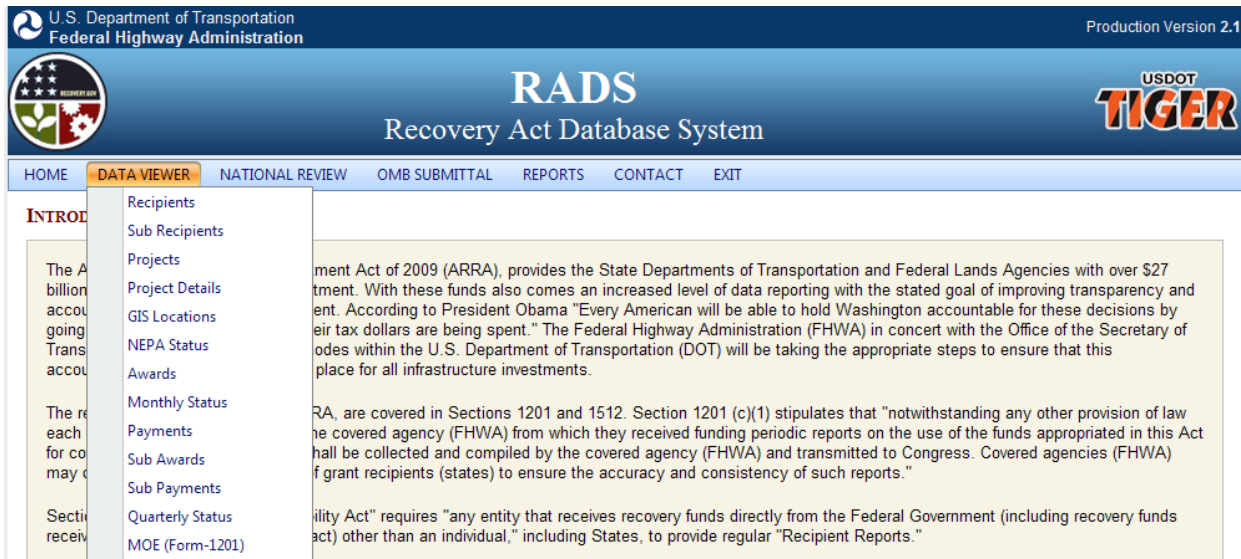 U.S. Department of Transportation
Federal Highway Administration
Production Version 2.1
RECOVERY.GOV
RADS
Recovery Act Database System
USDOT
TIGER
HOME DATA VIEWER NATIONAL REVIEW OMB SUBMITTAL REPORTS CONTACT EXIT
Recipients
Sub Recipients
Projects
Project Details
GIS Locations
NEPA Status
Awards
Monthly Status
Payments
Sub Awards
Sub Payments
Quarterly Status
MOE (Form-1201)
INTROD
The A ment Act of 2009 (ARRA), provides the State Departments of Transportation and Federal Lands Agencies with over $27
billion tment. With these funds also comes an increased level of data reporting with the stated goal of improving transparency and
accou ent. According to President Obama "Every American will be able to hold Washington accountable for these decisions by
going eir tax dollars are being spent." The Federal Highway Administration (FHWA) in concert with the Office of the Secretary of
Trans odes within the U.S. Department of Transportation (DOT) will be taking the appropriate steps to ensure that this
accou place for all infrastructure investments.
The re RA, are covered in Sections 1201 and 1512. Section 1201 (c)(1) stipulates that "notwithstanding any other provision of law
each he covered agency (FHWA) from which they received funding periodic reports on the use of the funds appropriated in this Act
for co hall be collected and compiled by the covered agency (FHWA) and transmitted to Congress. Covered agencies (FHWA)
may f grant recipients (states) to ensure the accuracy and consistency of such reports."
Secti ility Act" requires "any entity that receives recovery funds directly from the Federal Government (including recovery funds
receiv act) other than an individual," including States, to provide regular "Recipient Reports."